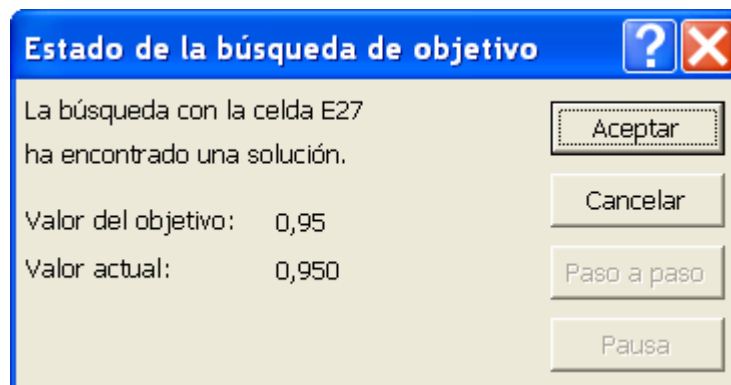 Estado de la búsqueda de objetivo
?
La búsqueda con la celda E27
ha encontrado una solución.
Valor del objetivo: 0,95
Valor actual: 0,950
Aceptar
Cancelar
Paso a paso
Pausa